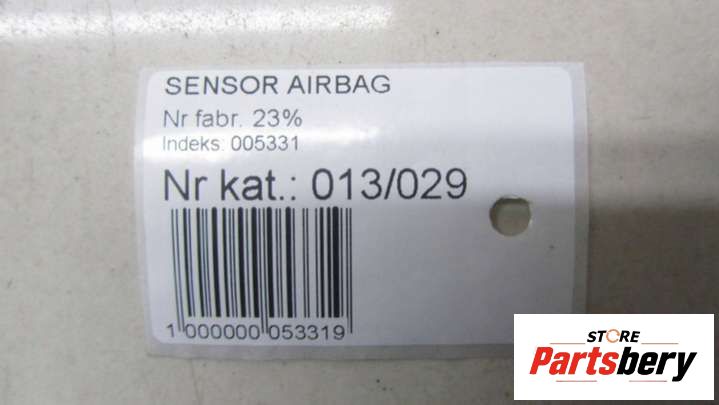 SENSOR AIRBAG
Nr fabr. 23%
Indeks: 005331
Nr kat.: 013/029
1 000000 053319
STORE
Partsbery